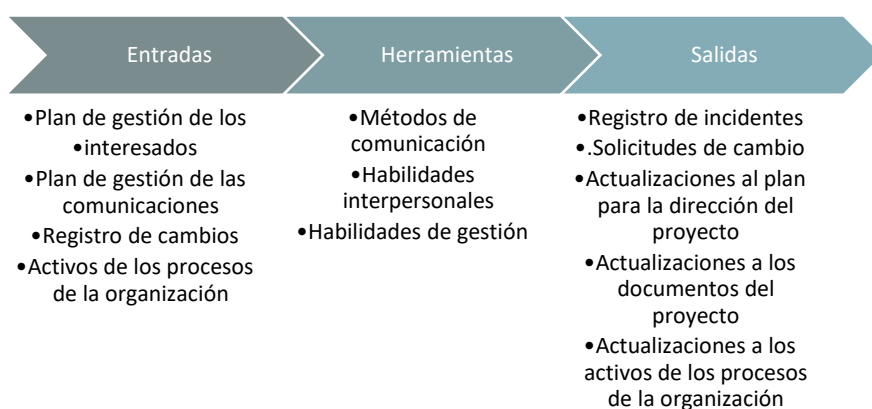 Entradas
Herramientas
Salidas
•Plan de gestión de los
•interesados
•Plan de gestión de las
comunicaciones
•Registro de cambios
•Activos de los procesos
de la organización
•Métodos de
comunicación
•Habilidades
interpersonales
•Habilidades de gestión
•Registro de incidentes
•.Solicitudes de cambio
•Actualizaciones al plan
para la dirección del
proyecto
•Actualizaciones a los
documentos del
proyecto
•Actualizaciones a los
activos de los procesos
de la organización